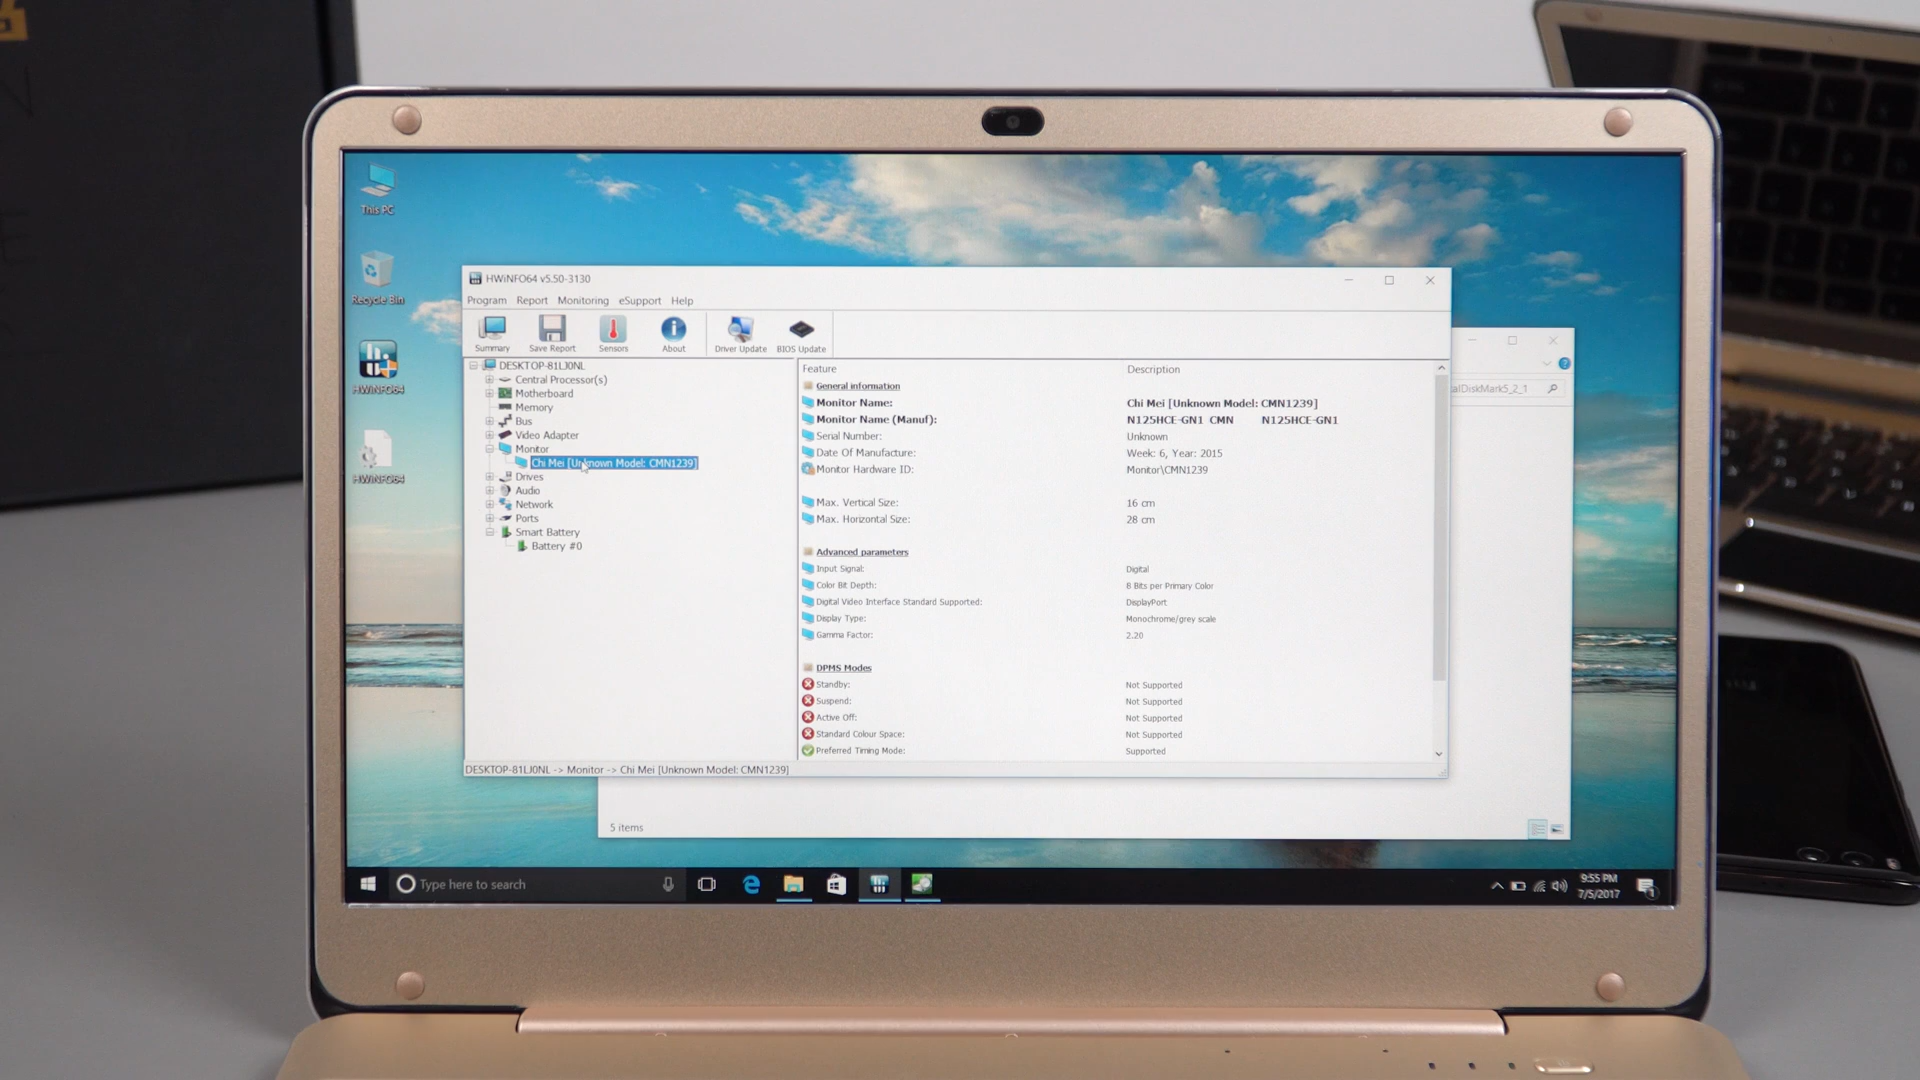 This PC
Recycle Bin
HWiNFO64
HWiNFO64
HWiNFO64 v5.50-3130
Program Report Monitoring eSupport Help
Summary Save Report Sensors About Driver Update BIOS Update
DESKTOP-81LJ0NL
Central Processor(s)
Motherboard
Memory
Bus
Video Adapter
Monitor
Chi Mei [Unknown Model: CMN1239]
Drives
Audio
Network
Ports
Smart Battery
Battery #0
Feature Description
General information
Monitor Name: Chi Mei [Unknown Model: CMN1239]
Monitor Name (Manuf): N125HCE-GN1 CMN N125HCE-GN1
Serial Number: Unknown
Date Of Manufacture: Week: 6, Year: 2015
Monitor Hardware ID: Monitor\CMN1239
Max. Vertical Size: 16 cm
Max. Horizontal Size: 28 cm
Advanced parameters
Input Signal: Digital
Color Bit Depth: 8 Bits per Primary Color
Digital Video Interface Standard Supported: DisplayPort
Display Type: Monochrome/grey scale
Gamma Factor: 2.20
DPMS Modes
Standby: Not Supported
Suspend: Not Supported
Active Off: Not Supported
Standard Colour Space: Not Supported
Preferred Timing Mode: Supported
DESKTOP-81LJ0NL -> Monitor -> Chi Mei [Unknown Model: CMN1239]
alDiskMark5_2_1
5 items
Type here to search
9:55 PM
7/5/2017